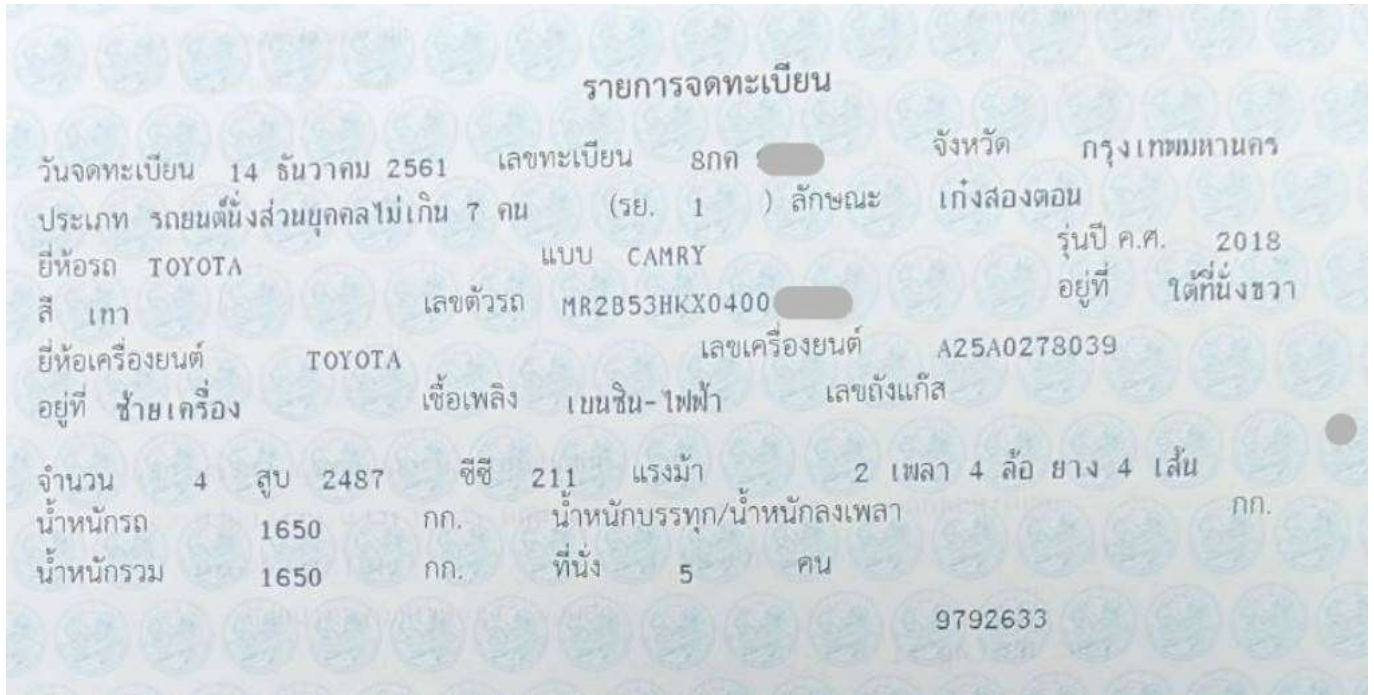 รายการจดทะเบียน
วันจดทะเบียน 14 ธันวาคม 2561 เลขทะเบียน 8กค จังหวัด กรุงเทพมหานคร
ประเภท รถยนต์นั่งส่วนบุคคลไม่เกิน 7 คน (รย. 1 ) ลักษณะ เก๋งสองตอน
ยี่ห้อรถ TOYOTA แบบ CAMRY รุ่นปี ค.ศ. 2018
สี เทา เลขตัวรถ MR2B53HKX0400 อยู่ที่ ใต้ที่นั่งขวา
ยี่ห้อเครื่องยนต์ TOYOTA เลขเครื่องยนต์ A25A0278039
อยู่ที่ ซ้ายเครื่อง เชื้อเพลิง เบนซิน-ไฟฟ้า เลขถังแก๊ส
จำนวน 4 สูบ 2487 ซีซี 211 แรงม้า 2 เพลา 4 ล้อ ยาง 4 เส้น
น้ำหนักรถ 1650 กก. น้ำหนักบรรทุก/น้ำหนักลงเพลา กก.
น้ำหนักรวม 1650 กก. ที่นั่ง 5 คน
9792633